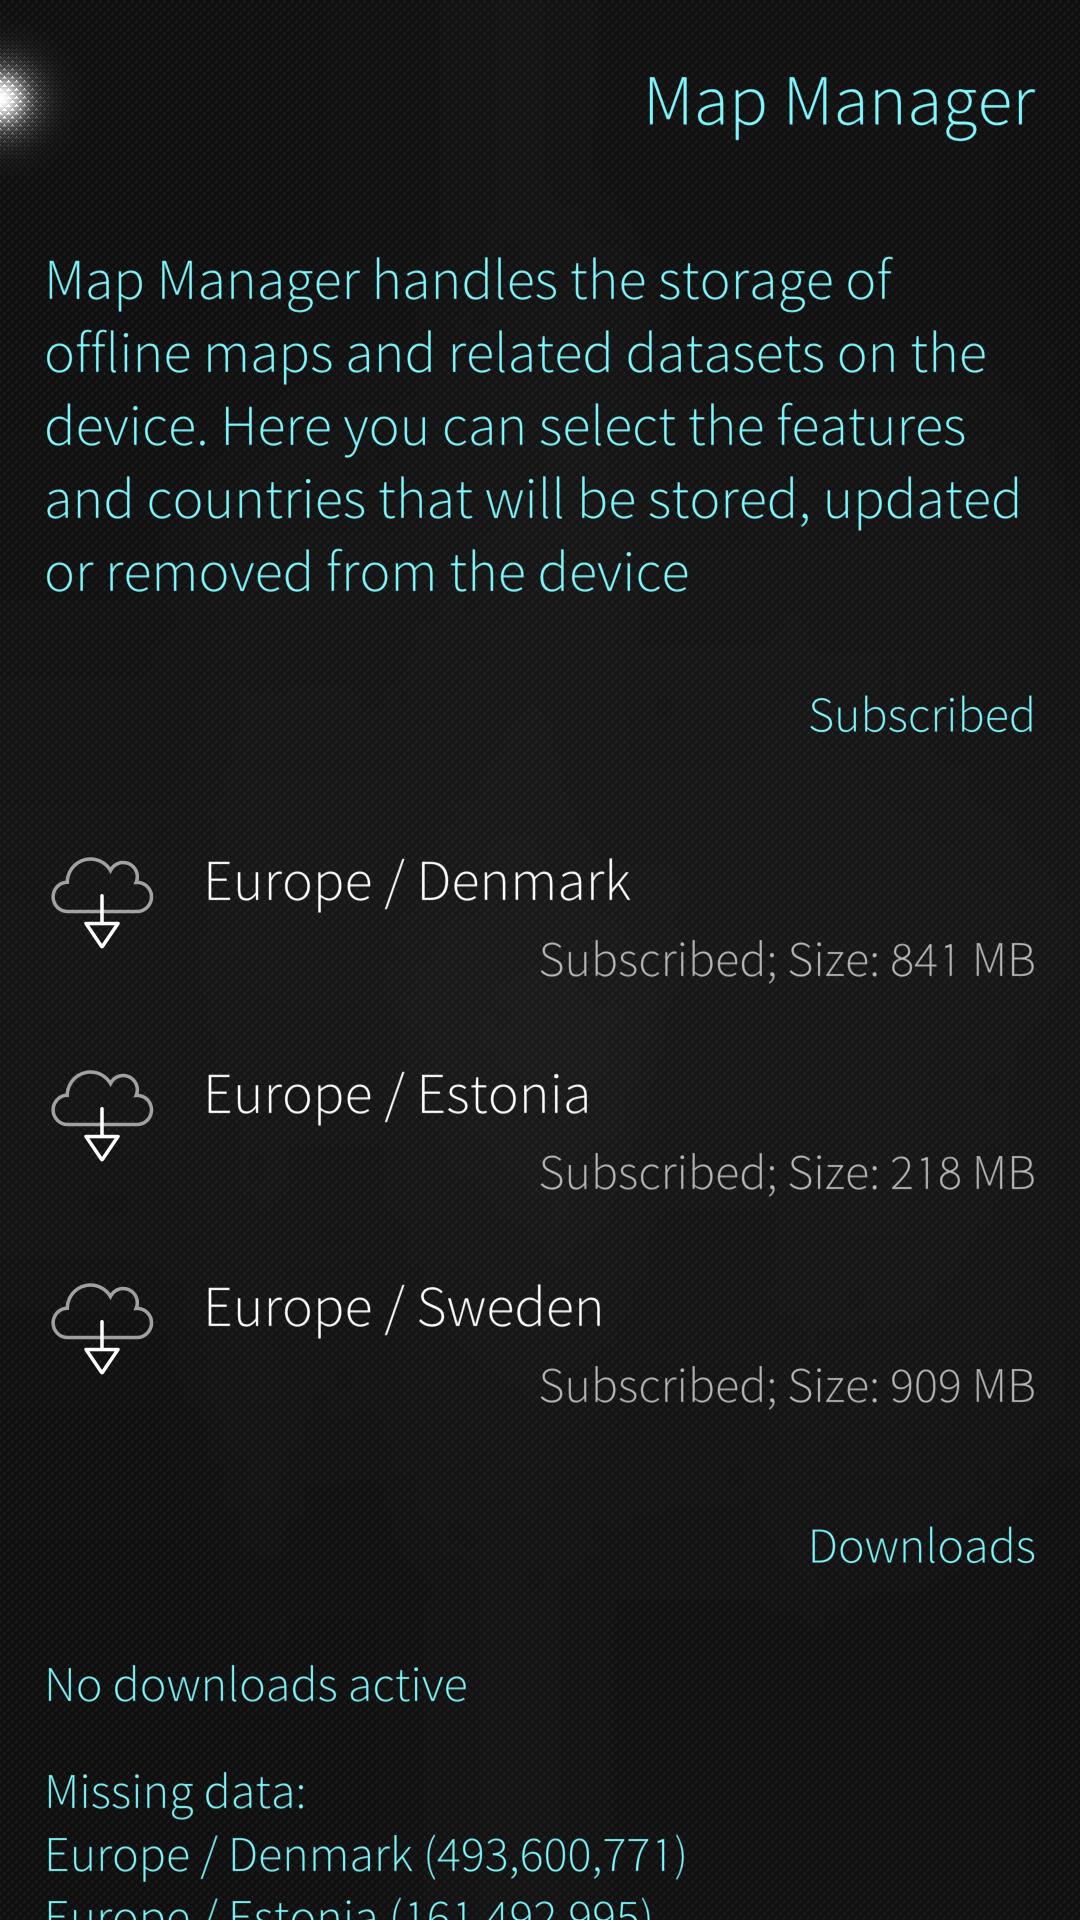 Map Manager
Map Manager handles the storage of
offline maps and related datasets on the
device. Here you can select the features
and countries that will be stored, updated
or removed from the device
Subscribed
Europe / Denmark
Subscribed; Size: 841 MB
Europe / Estonia
Subscribed; Size: 218 MB
Europe / Sweden
Subscribed; Size: 909 MB
Downloads
No downloads active
Missing data:
Europe / Denmark (493,600,771)
Europe / Estonia (161,492,995)